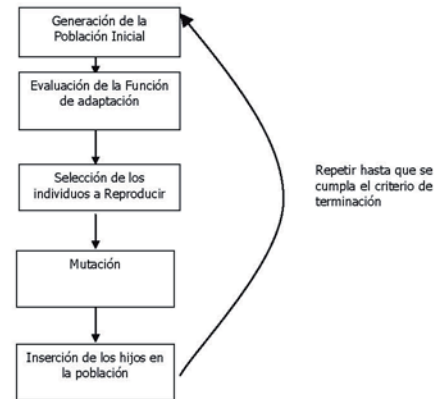 Generación de la
Población Inicial
Evaluación de la Función
de adaptación
Selección de los
individuos a Reproducir
Mutación
Inserción de los hijos en
la población
Repetir hasta que se
cumpla el criterio de
terminación